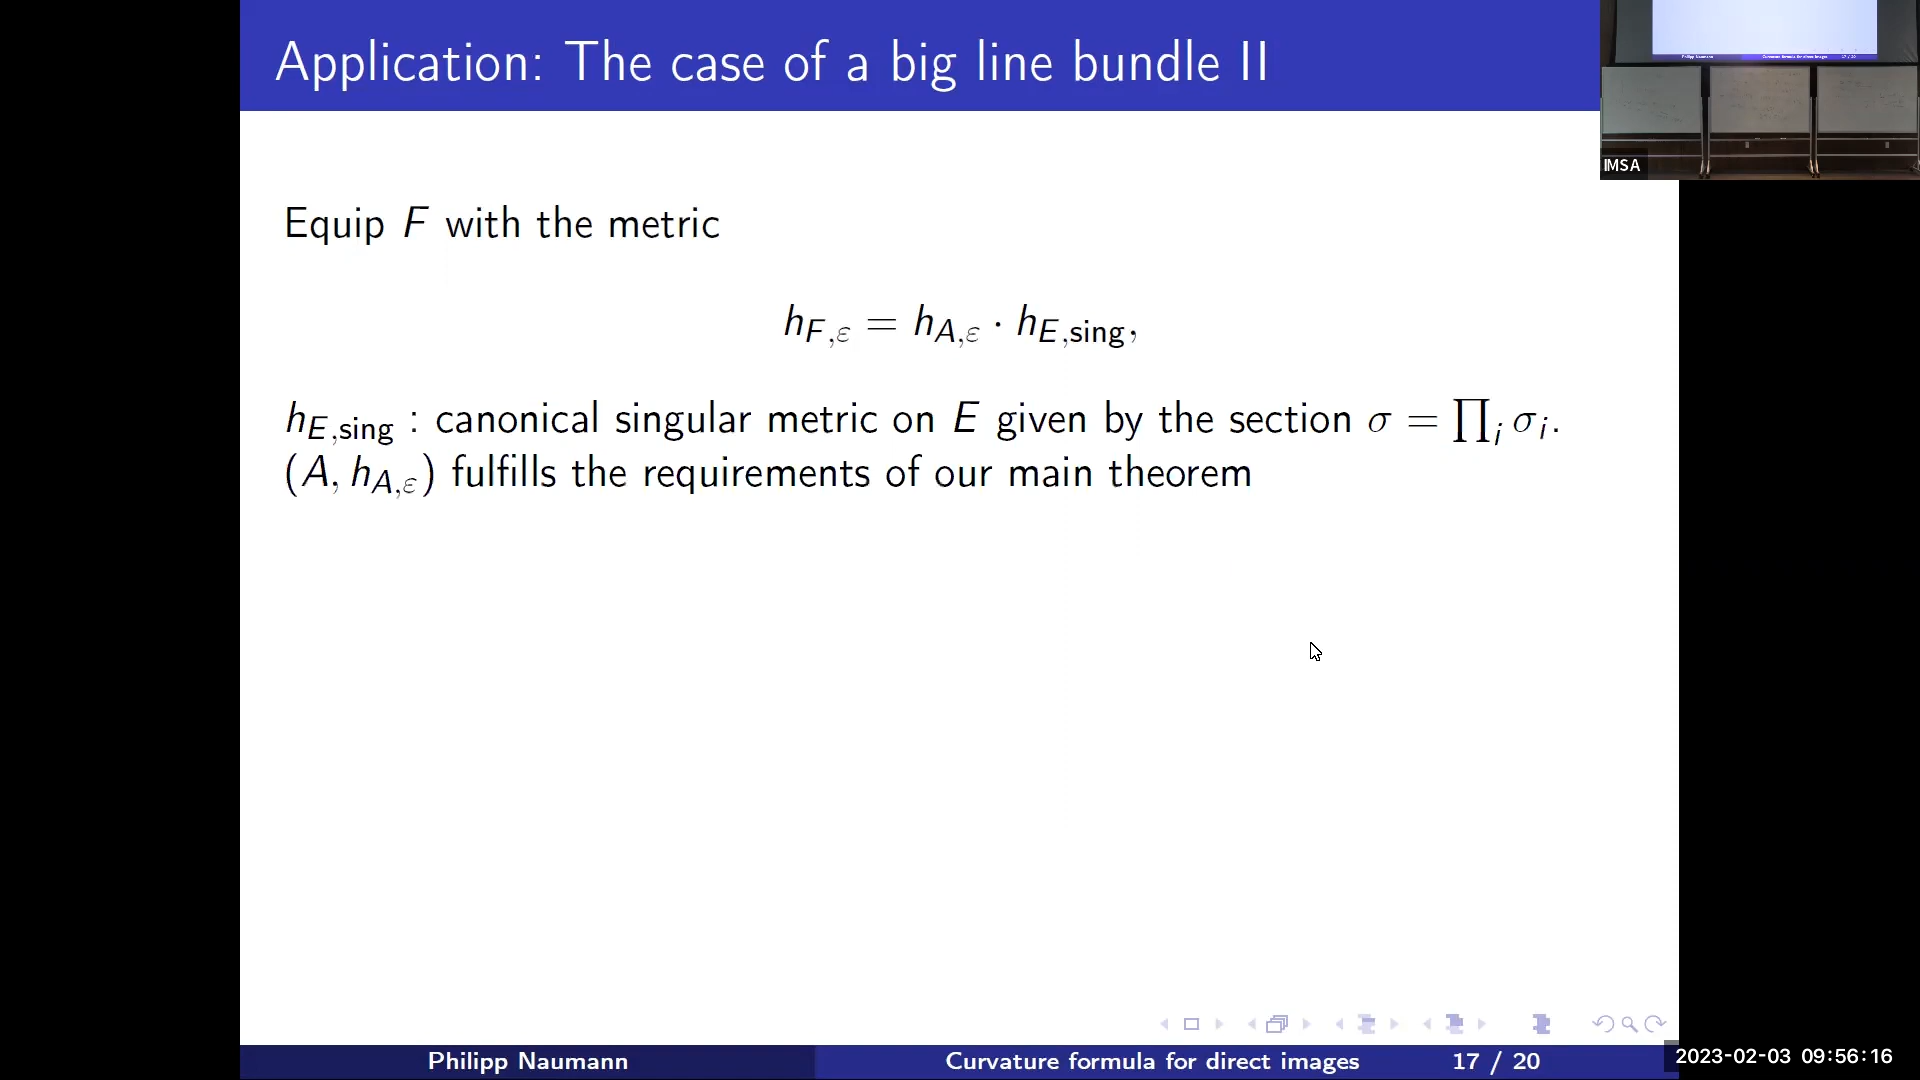 Application: The case of a big line bundle II
IMSA
Equip F with the metric
h_{F,ε} = h_{A,ε} · h_{E,sing},
h_{E,sing} : canonical singular metric on E given by the section σ = ∏_i σ_i.
(A, h_{A,ε}) fulfills the requirements of our main theorem
Philipp Naumann Curvature formula for direct images 17 / 20
2023-02-03 09:56:16